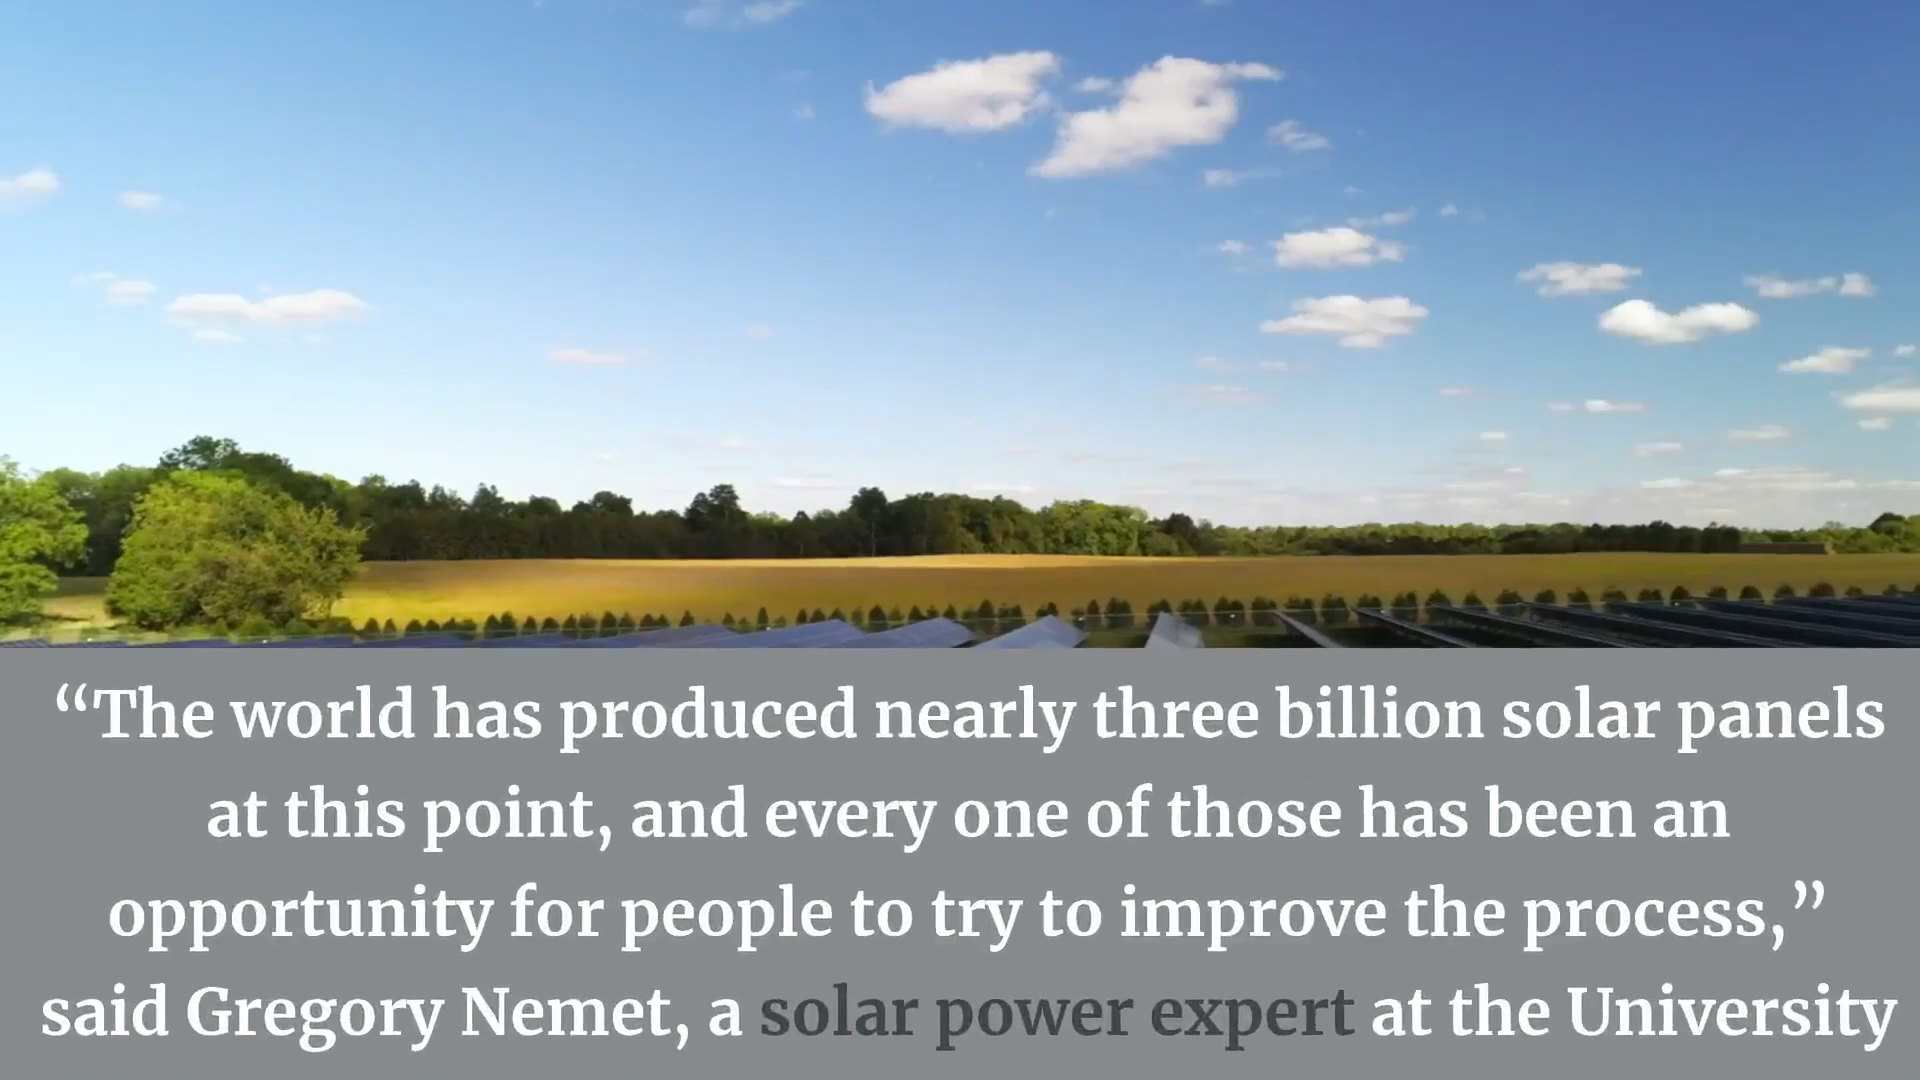 “The world has produced nearly three billion solar panels
at this point, and every one of those has been an
opportunity for people to try to improve the process,”
said Gregory Nemet, a solar power expert at the University